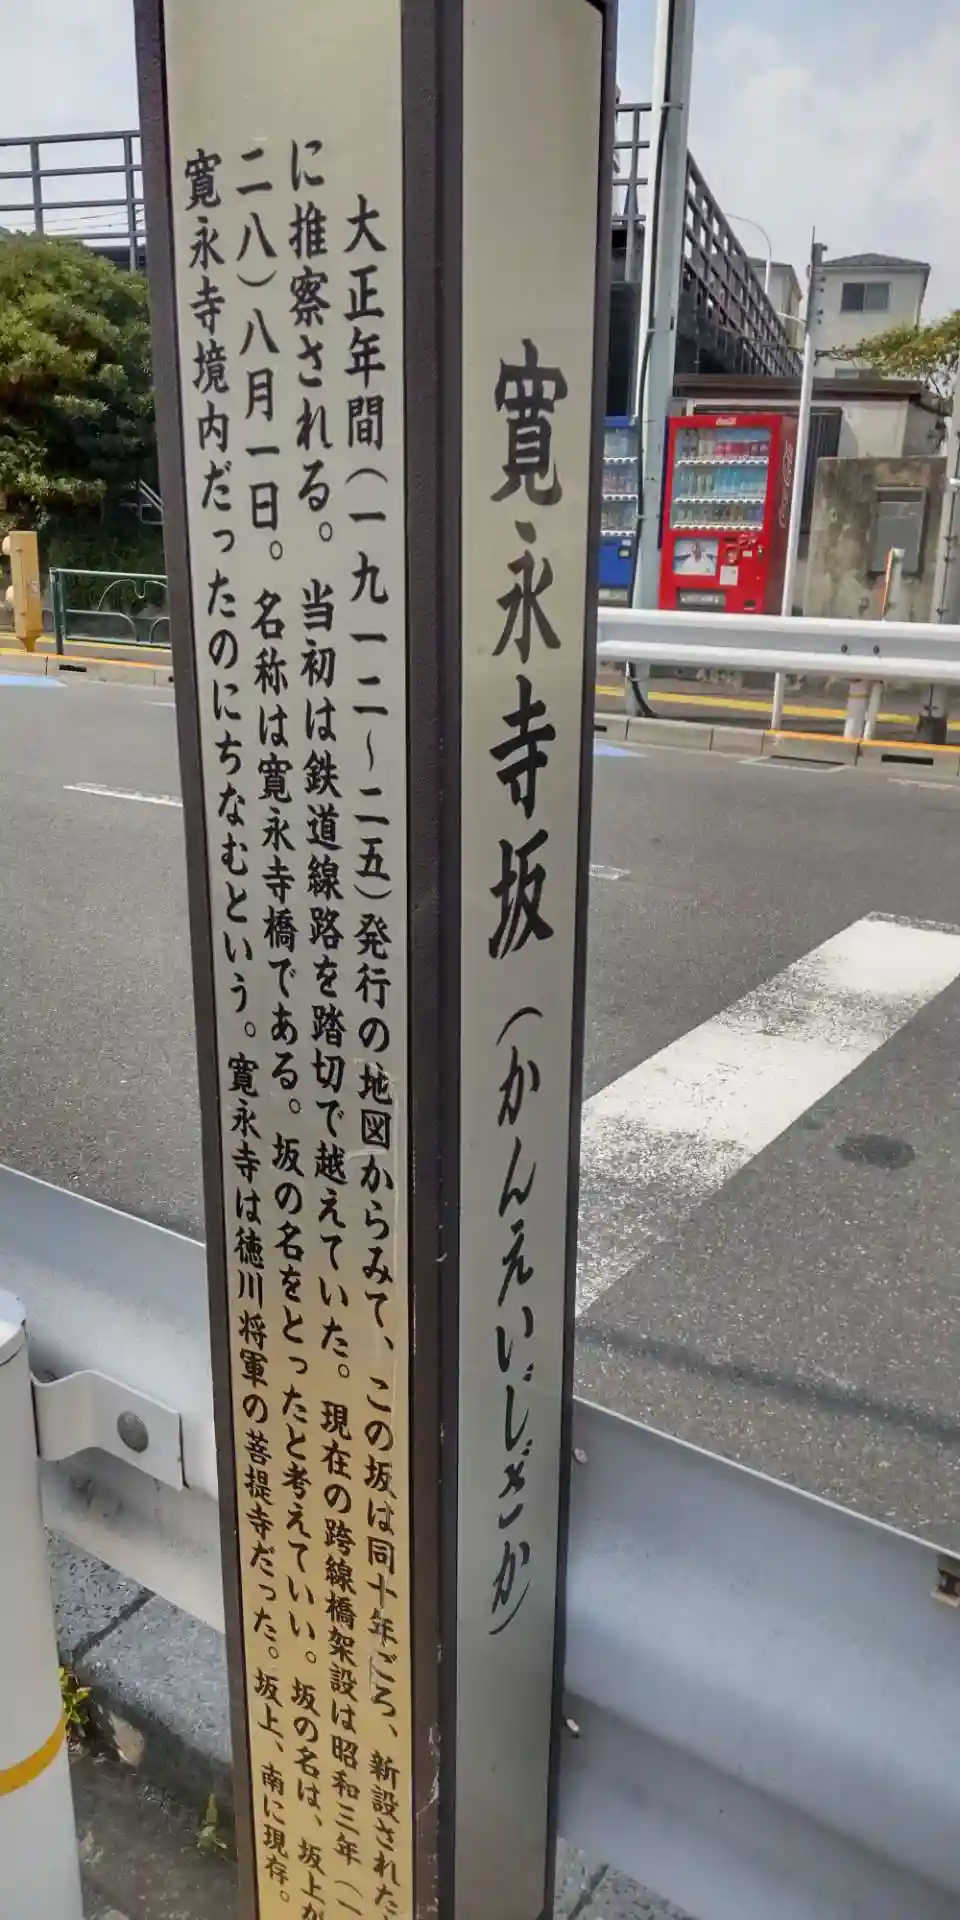 寛永寺坂(かんえいじざか)
大正年間(一九一二〜二五)発行の地図からみて、この坂は同十年ごろ、新設された
に推察される。当初は鉄道線路を踏切で越えていた。現在の跨線橋架設は昭和三年(一
二八)八月一日。名称は寛永寺橋である。坂の名をとったと考えていい。坂の名は、坂上が
寛永寺境内だったのにちなむという。寛永寺は徳川将軍の菩提寺だった。坂上、南に現存。
Coca-Cola